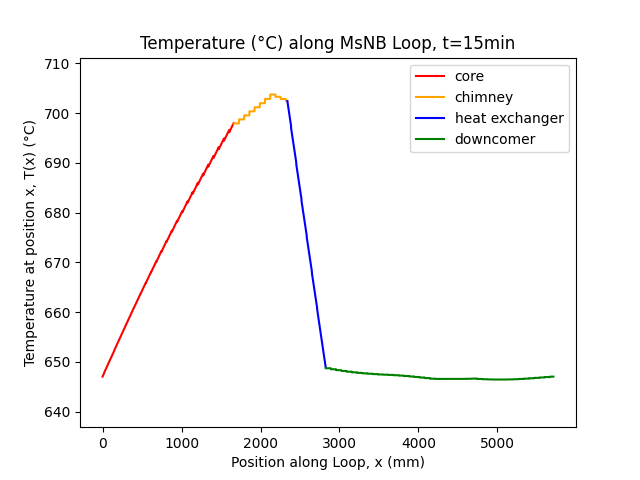 Temperature (°C) along MsNB Loop, t=15min
Temperature at position x, T(x) (°C)
710
700
690
680
670
660
650
640
core
chimney
heat exchanger
downcomer
0
1000
2000
3000
4000
5000
Position along Loop, x (mm)